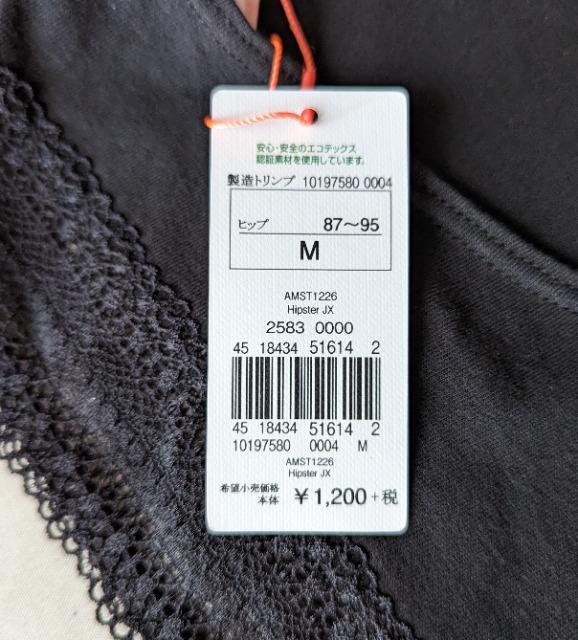 安心・安全のエコテックス
認証素材を使用しています。
製造トリンプ 10197580 0004
ヒップ 87〜95
M
AMST1226
Hipster JX
2583 0000
45 18434 51614 2
45 18434 51614 2
10197580 0004 M
AMST1226
Hipster JX
希望小売価格
本体 ¥1,200+税